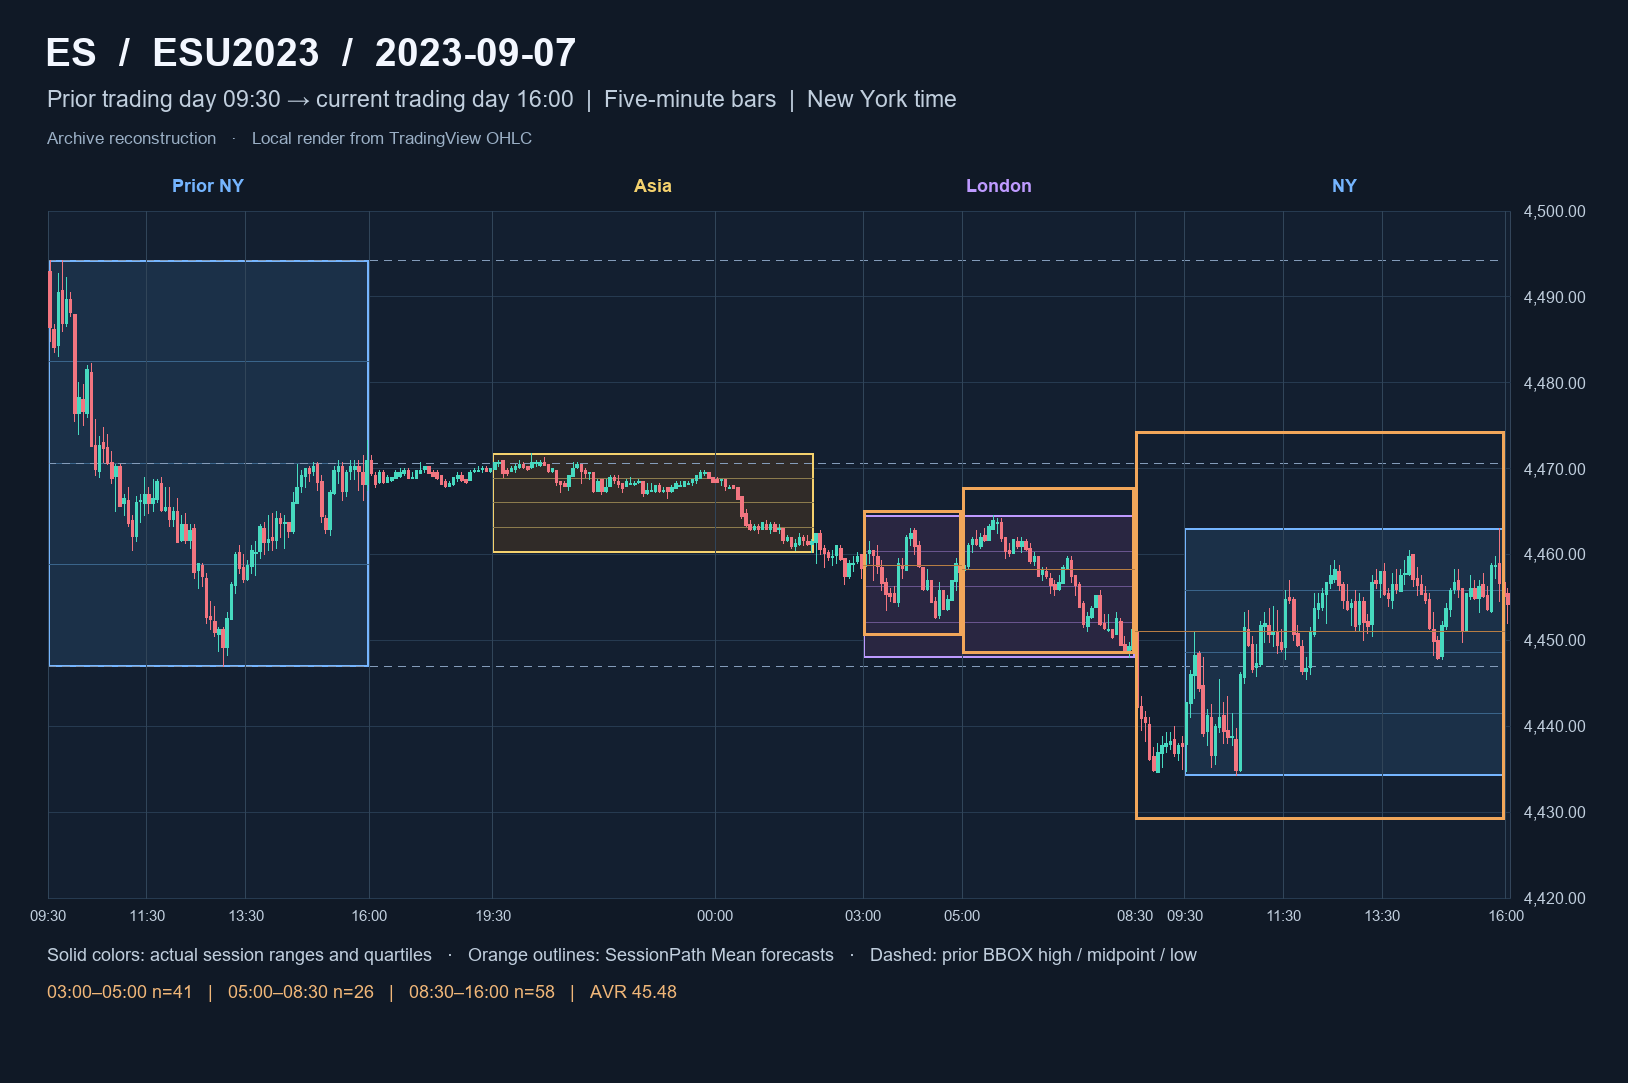 ES / ESU2023 / 2023-09-07
Prior trading day 09:30 → current trading day 16:00 | Five-minute bars | New York time
Archive reconstruction · Local render from TradingView OHLC
Prior NY Asia London NY
4,500.00
4,490.00
4,480.00
4,470.00
4,460.00
4,450.00
4,440.00
4,430.00
4,420.00
09:30 11:30 13:30 16:00 19:30 00:00 03:00 05:00 08:30 09:30 11:30 13:30 16:00
Solid colors: actual session ranges and quartiles · Orange outlines: SessionPath Mean forecasts · Dashed: prior BBOX high / midpoint / low
03:00–05:00 n=41 | 05:00–08:30 n=26 | 08:30–16:00 n=58 | AVR 45.48